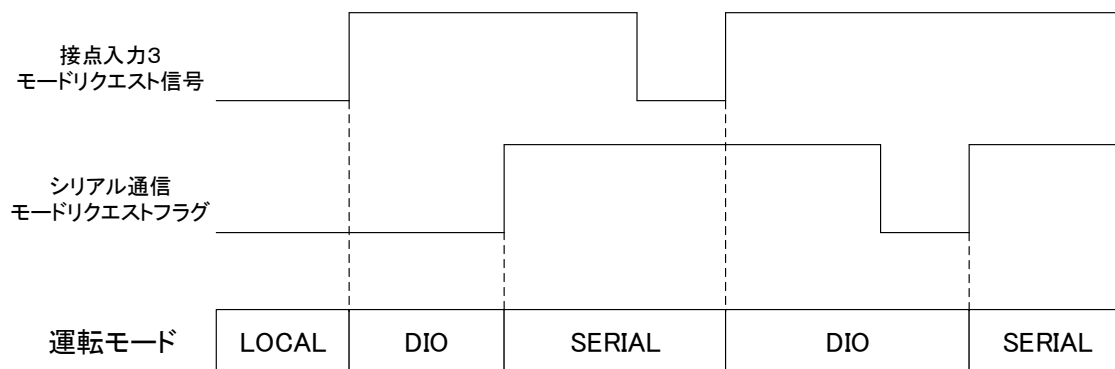 接点入力3
モードリクエスト信号
シリアル通信
モードリクエストフラグ
運転モード LOCAL DIO SERIAL DIO SERIAL